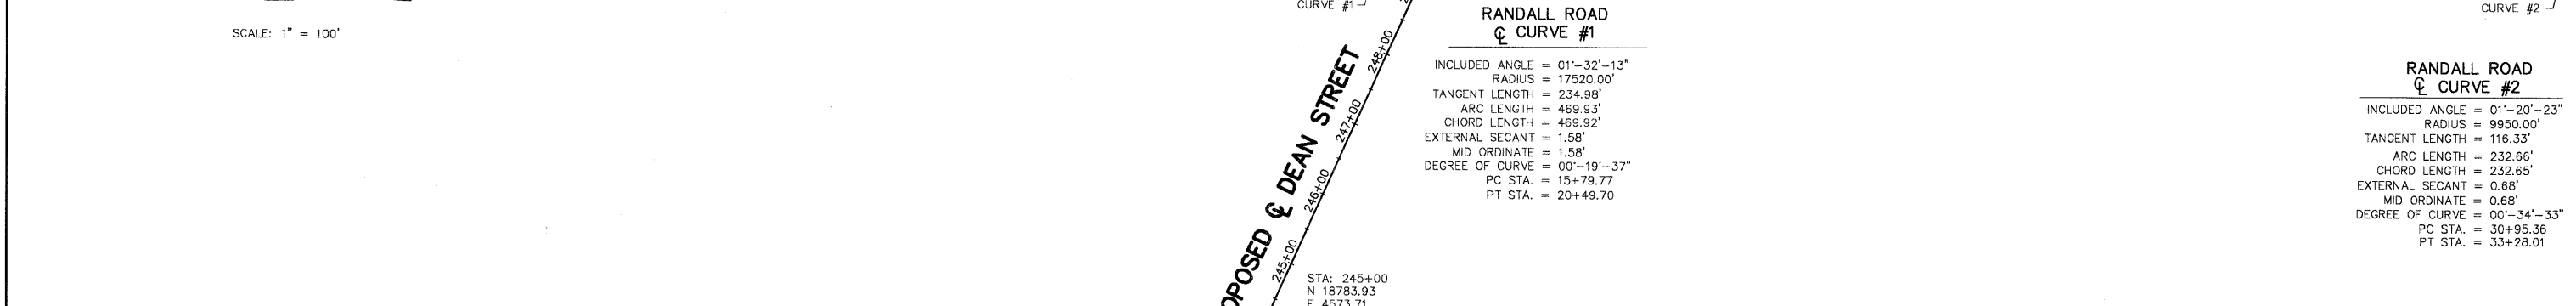 SCALE: 1" = 100'
CURVE #1
248+00
247+00
246+00
245+00
OPOSED ℄ DEAN STREET
STA: 245+00
N 18783.93
E 4573.71
RANDALL ROAD
℄ CURVE #1
INCLUDED ANGLE = 01°-32'-13"
RADIUS = 17520.00'
TANGENT LENGTH = 234.98'
ARC LENGTH = 469.93'
CHORD LENGTH = 469.92'
EXTERNAL SECANT = 1.58'
MID ORDINATE = 1.58'
DEGREE OF CURVE = 00°-19'-37"
PC STA. = 15+79.77
PT STA. = 20+49.70
CURVE #2
RANDALL ROAD
℄ CURVE #2
INCLUDED ANGLE = 01°-20'-23"
RADIUS = 9950.00'
TANGENT LENGTH = 116.33'
ARC LENGTH = 232.66'
CHORD LENGTH = 232.65'
EXTERNAL SECANT = 0.68'
MID ORDINATE = 0.68'
DEGREE OF CURVE = 00°-34'-33"
PC STA. = 30+95.36
PT STA. = 33+28.01